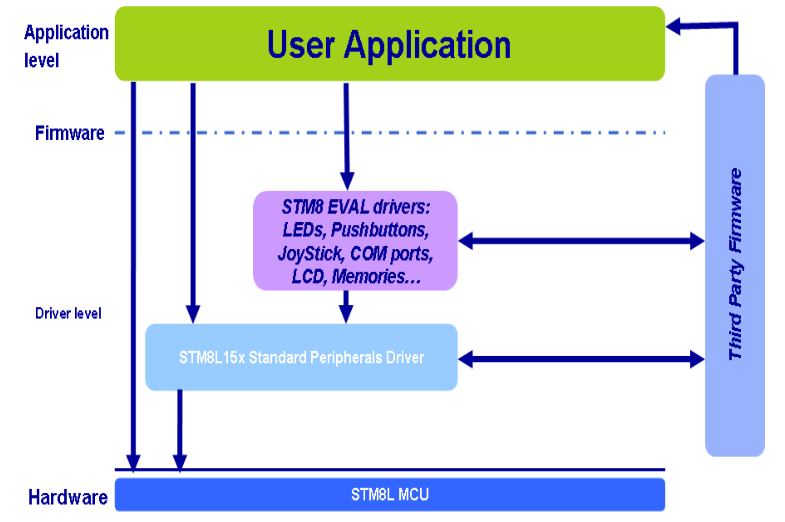 Application
level
User Application
Firmware
STM8 EVAL drivers:
LEDs, Pushbuttons,
JoyStick, COM ports,
LCD, Memories…
Third Party Firmware
Driver level
STM8L15x Standard Peripherals Driver
Hardware
STM8L MCU